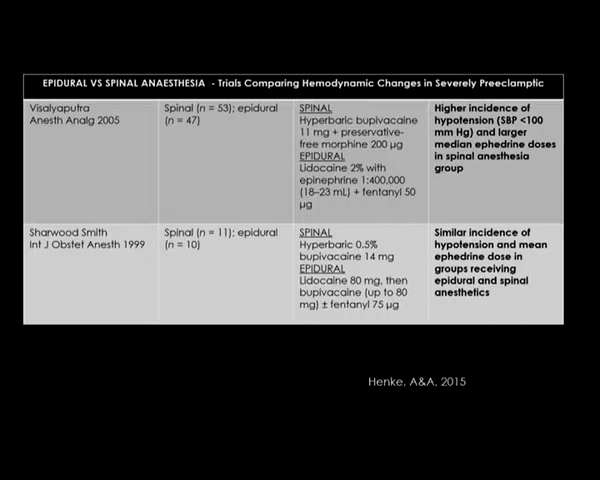 EPIDURAL VS SPINAL ANAESTHESIA - Trials Comparing Hemodynamic Changes in Severely Preeclamptic
Visalyaputra
Anesth Analg 2005
Spinal (n = 53); epidural
(n = 47)
SPINAL
Hyperbaric bupivacaine
11 mg + preservative-
free morphine 200 µg
EPIDURAL
Lidocaine 2% with
epinephrine 1:400,000
(18–23 mL) + fentanyl 50
µg
Higher incidence of
hypotension (SBP <100
mm Hg) and larger
median ephedrine doses
in spinal anesthesia
group
Sharwood Smith
Int J Obstet Anesth 1999
Spinal (n = 11); epidural
(n = 10)
SPINAL
Hyperbaric 0.5%
bupivacaine 14 mg
EPIDURAL
Lidocaine 80 mg, then
bupivacaine (up to 80
mg) ± fentanyl 75 µg
Similar incidence of
hypotension and mean
ephedrine dose in
groups receiving
epidural and spinal
anesthetics
Henke, A&A, 2015